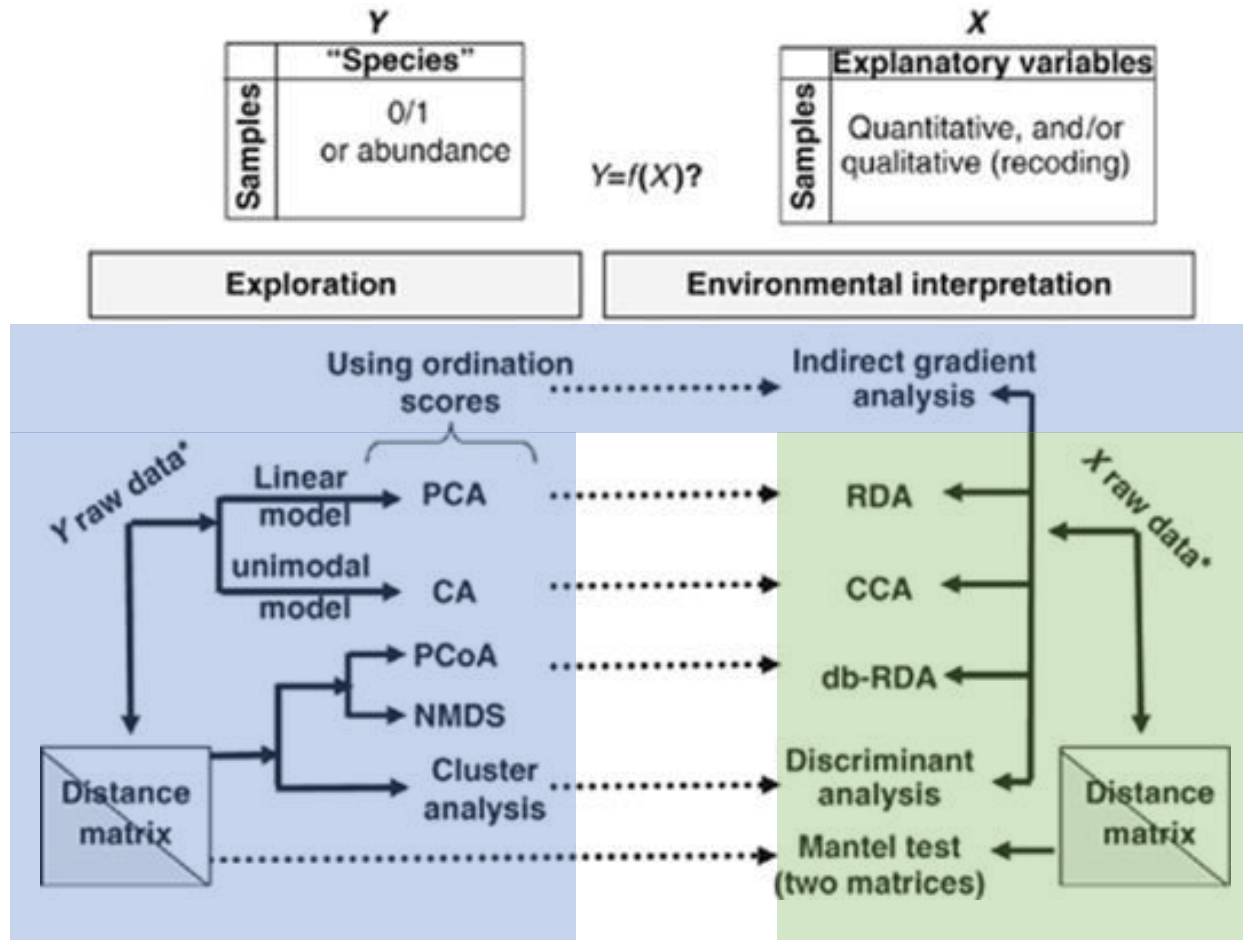 Y
"Species"
Samples
0/1
or abundance
Y=f(X)?
X
Explanatory variables
Samples
Quantitative, and/or
qualitative (recoding)
Exploration
Environmental interpretation
Using ordination
scores
Indirect gradient
analysis
Y raw data*
Linear
model
PCA
RDA
X raw data*
unimodal
model
CA
CCA
PCoA
db-RDA
NMDS
Cluster
analysis
Discriminant
analysis
Distance
matrix
Distance
matrix
Mantel test
(two matrices)